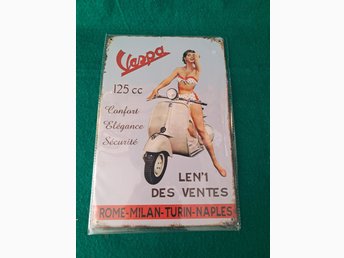 Vespa
125 cc
Confort
Elégance
Sécurité
LEN'1
DES VENTES
ROME-MILAN-TURIN-NAPLES